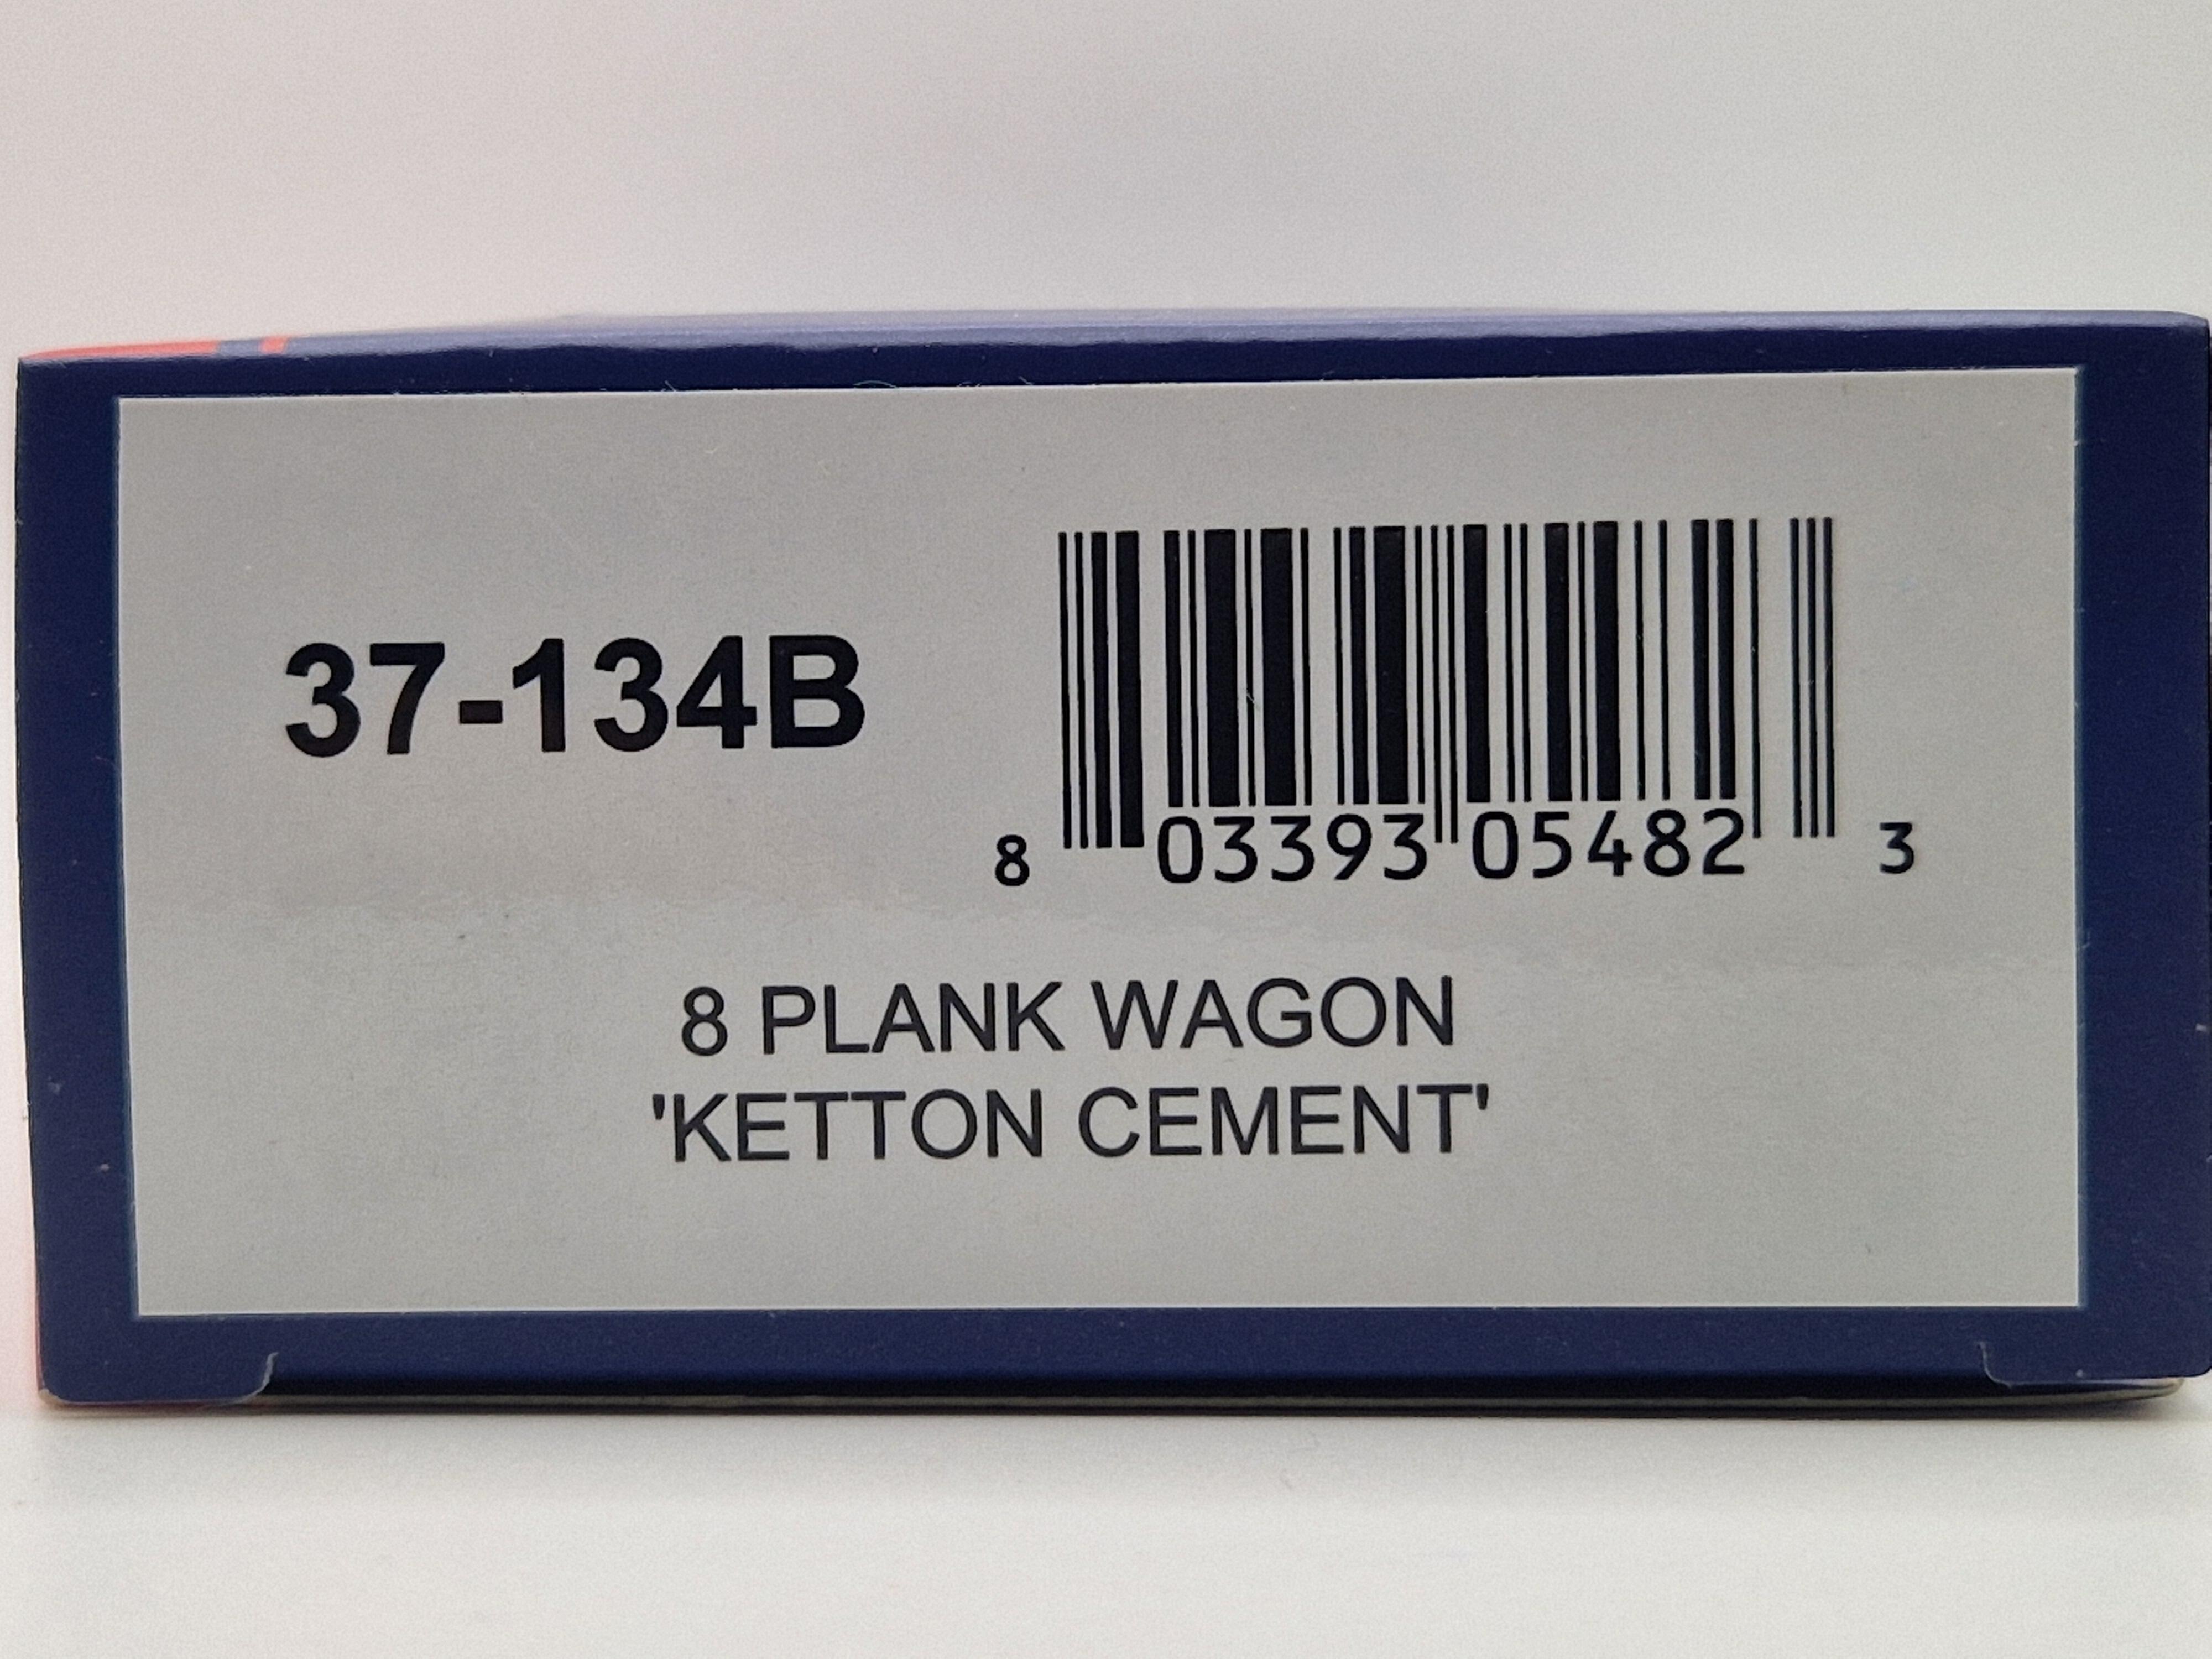 37-134B
8 03393 05482 3
8 PLANK WAGON
'KETTON CEMENT'